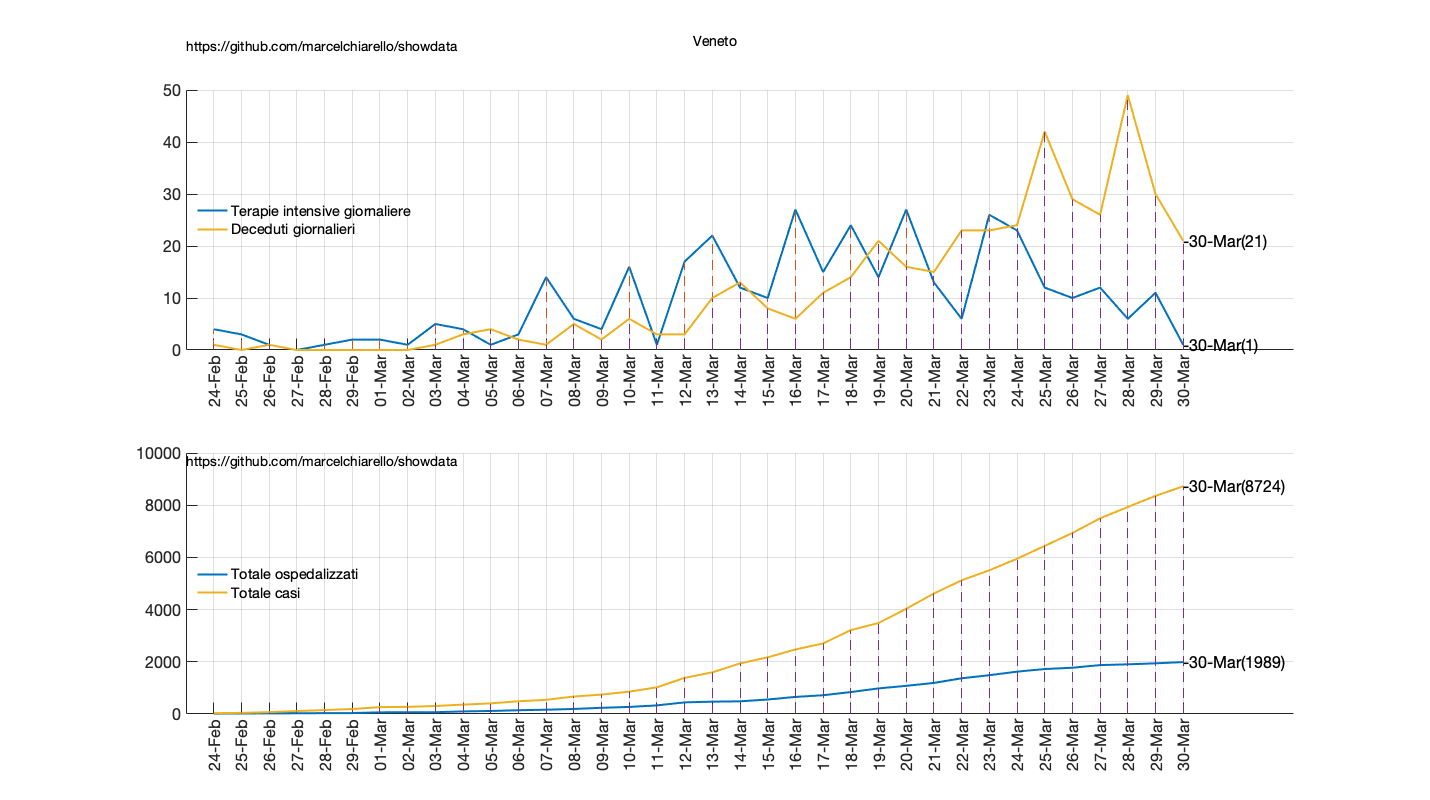 https://github.com/marcelchiarello/showdata
Veneto
50
40
30
20
10
0
Terapie intensive giornaliere
Deceduti giornalieri
-30-Mar(21)
-30-Mar(1)
24-Feb
25-Feb
26-Feb
27-Feb
28-Feb
29-Feb
01-Mar
02-Mar
03-Mar
04-Mar
05-Mar
06-Mar
07-Mar
08-Mar
09-Mar
10-Mar
11-Mar
12-Mar
13-Mar
14-Mar
15-Mar
16-Mar
17-Mar
18-Mar
19-Mar
20-Mar
21-Mar
22-Mar
23-Mar
24-Mar
25-Mar
26-Mar
27-Mar
28-Mar
29-Mar
30-Mar
10000
8000
6000
4000
2000
0
https://github.com/marcelchiarello/showdata
Totale ospedalizzati
Totale casi
-30-Mar(8724)
-30-Mar(1989)
24-Feb
25-Feb
26-Feb
27-Feb
28-Feb
29-Feb
01-Mar
02-Mar
03-Mar
04-Mar
05-Mar
06-Mar
07-Mar
08-Mar
09-Mar
10-Mar
11-Mar
12-Mar
13-Mar
14-Mar
15-Mar
16-Mar
17-Mar
18-Mar
19-Mar
20-Mar
21-Mar
22-Mar
23-Mar
24-Mar
25-Mar
26-Mar
27-Mar
28-Mar
29-Mar
30-Mar